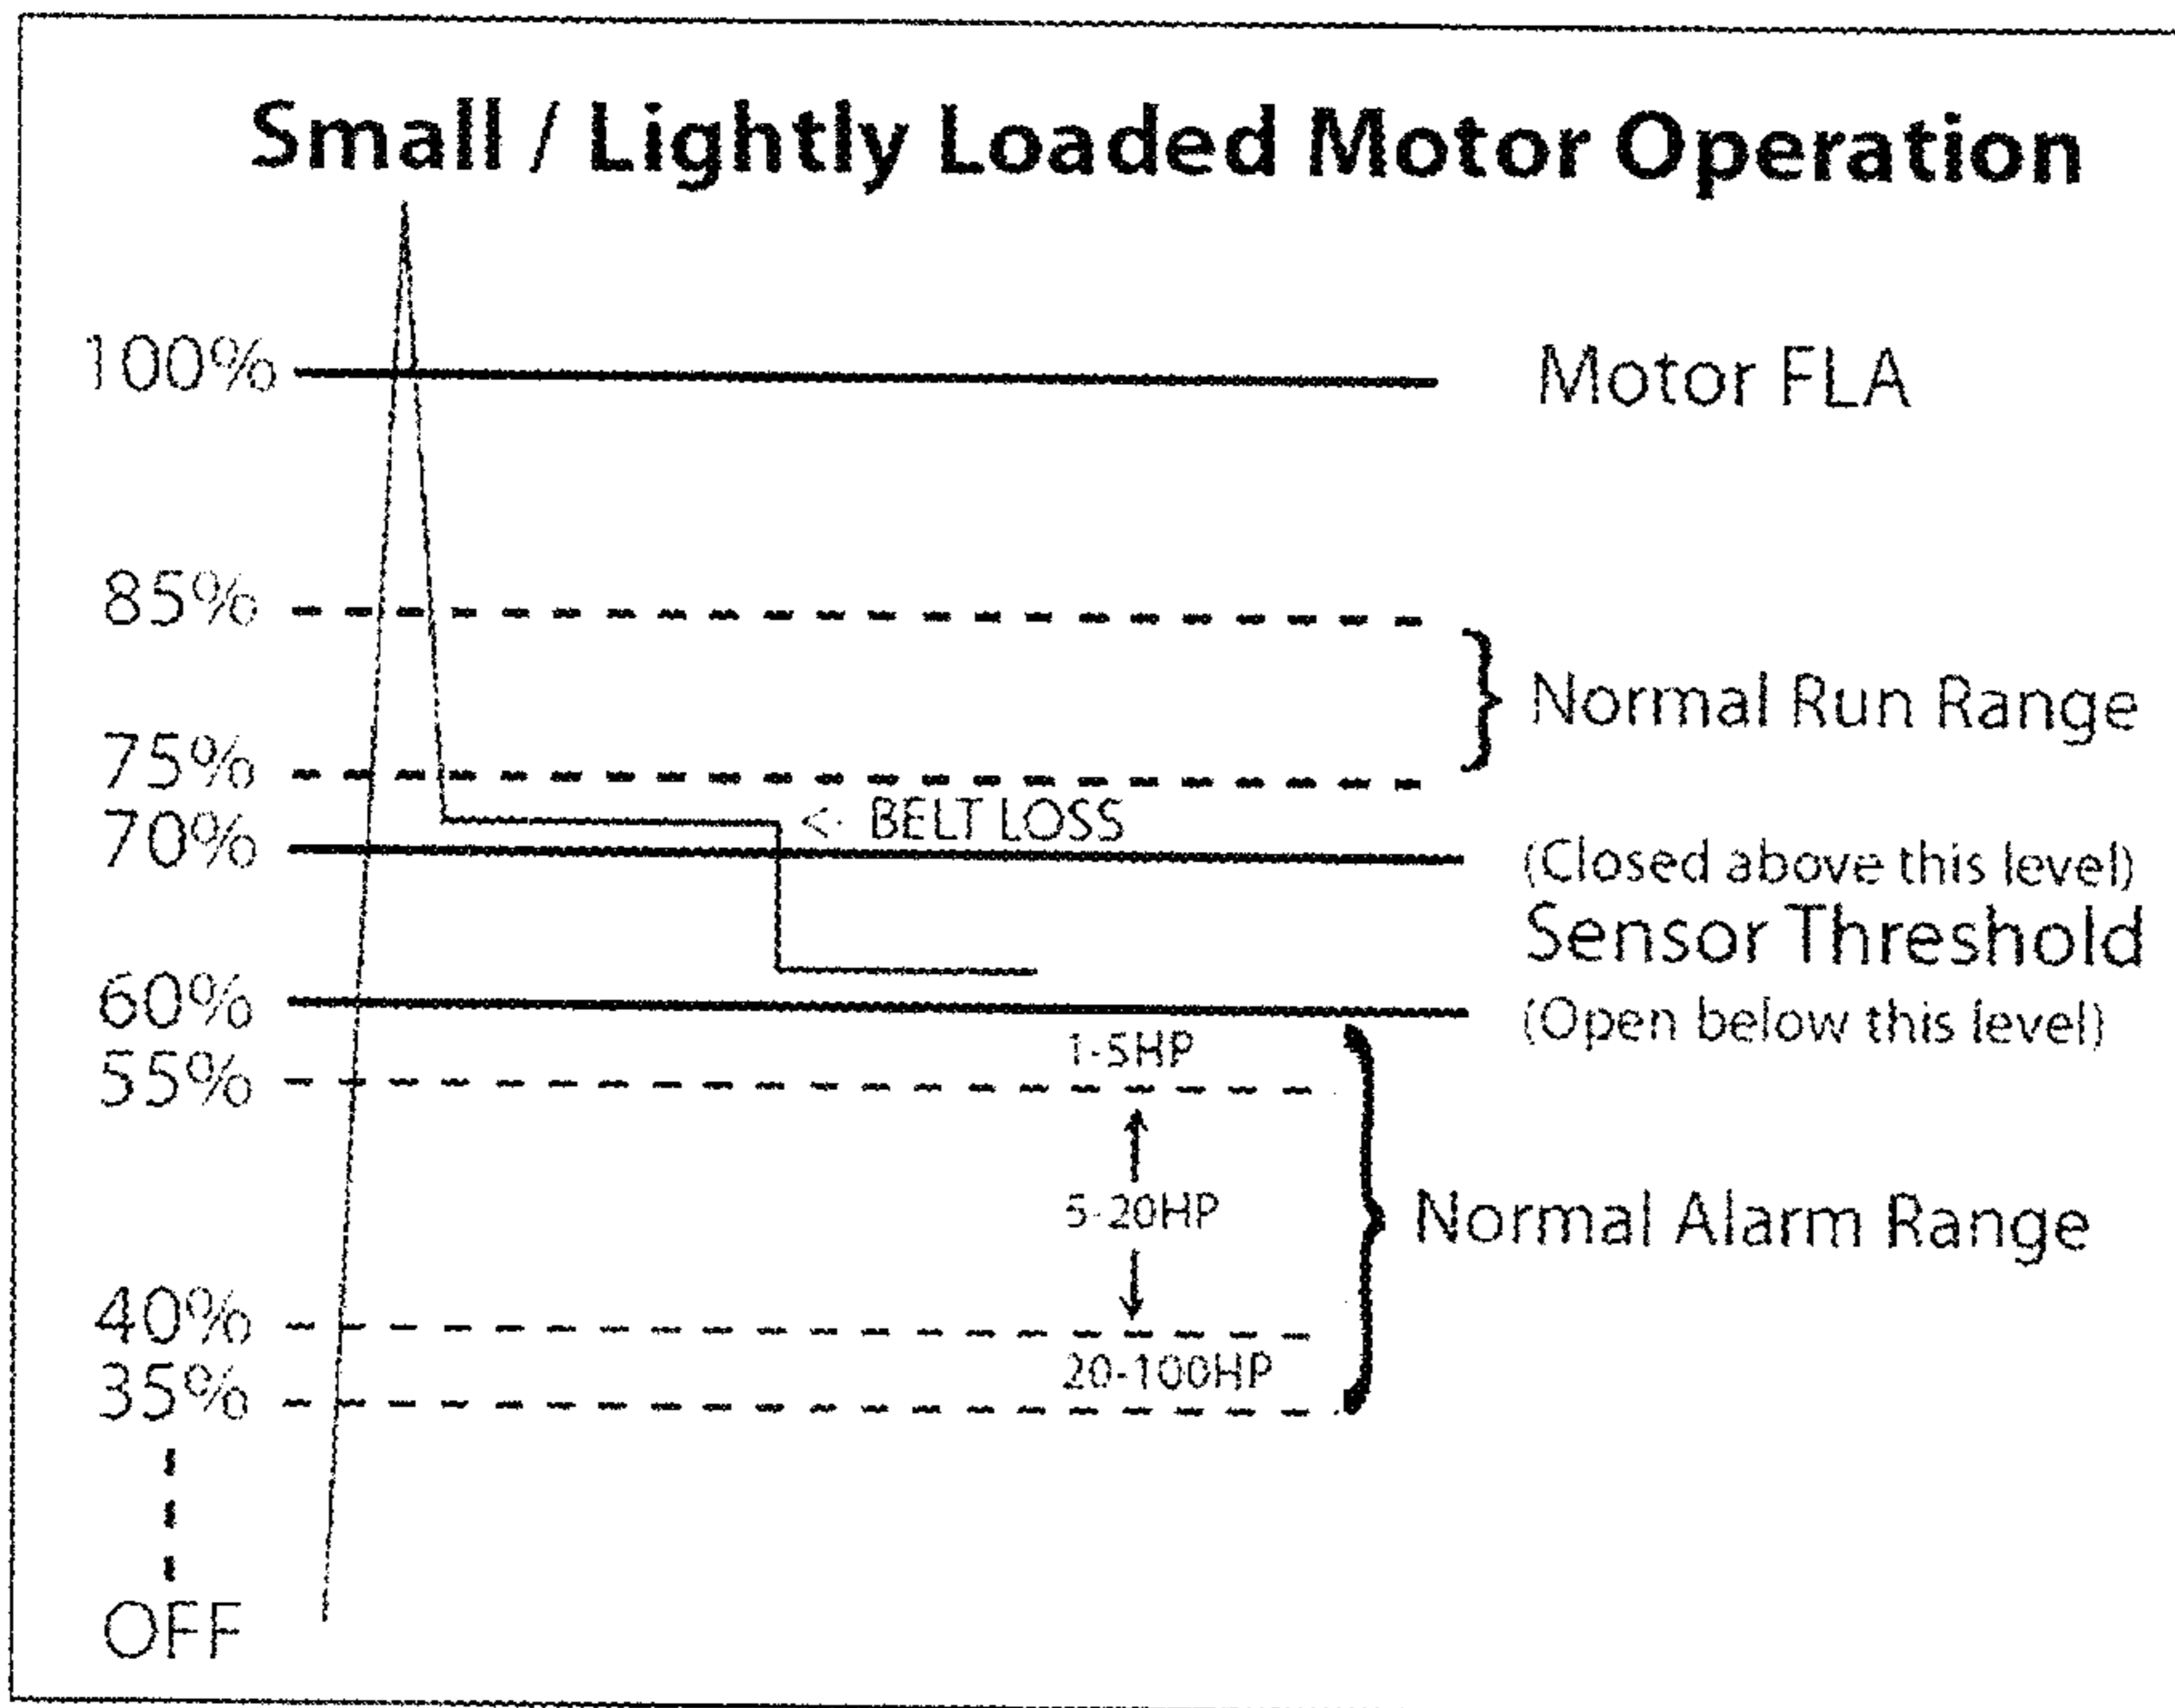 Small / Lightly Loaded Motor Operation
100% Motor FLA
85%
Normal Run Range
75%
<- BELT LOSS
70% (Closed above this level)
Sensor Threshold
60% (Open below this level)
1-5HP
55%
5-20HP
Normal Alarm Range
40%
20-100HP
35%
OFF